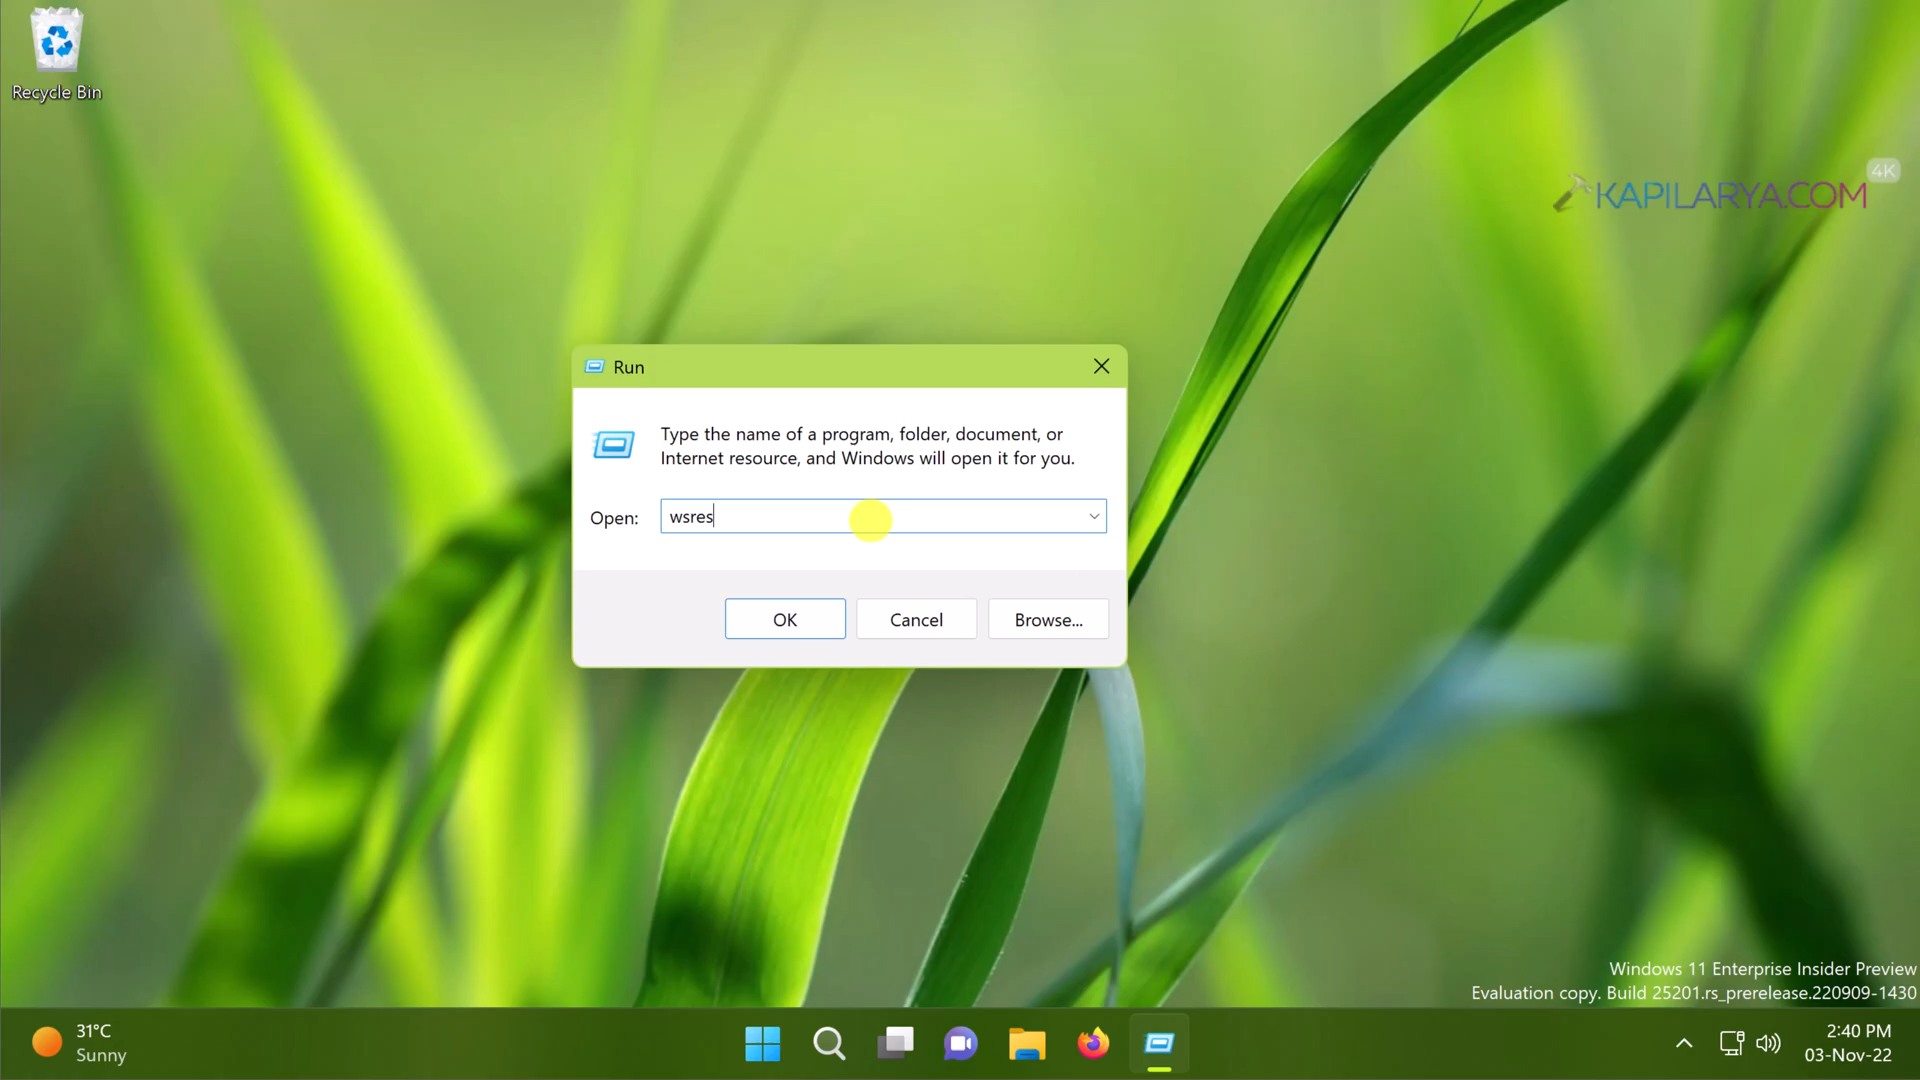 Recycle Bin
4K
KAPILARYA.COM
Run
Type the name of a program, folder, document, or
Internet resource, and Windows will open it for you.
Open:
wsres
OK
Cancel
Browse...
Windows 11 Enterprise Insider Preview
Evaluation copy. Build 25201.rs_prerelease.220909-1430
31°C
Sunny
2:40 PM
03-Nov-22